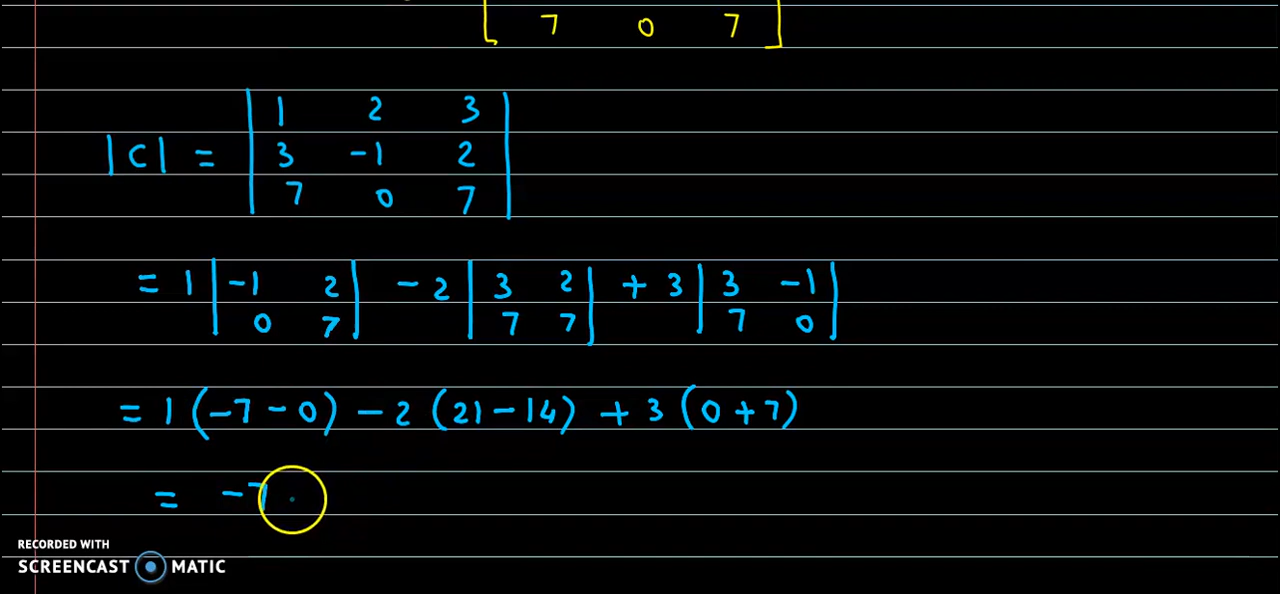 7 0 7
1 2 3
|C| = 3 -1 2
7 0 7
= 1 |-1 2| - 2 |3 2| + 3 |3 -1|
0 7 7 7 7 0
= 1 (-7 - 0) - 2 (21 - 14) + 3 (0 + 7)
= -7
RECORDED WITH
SCREENCAST MATIC